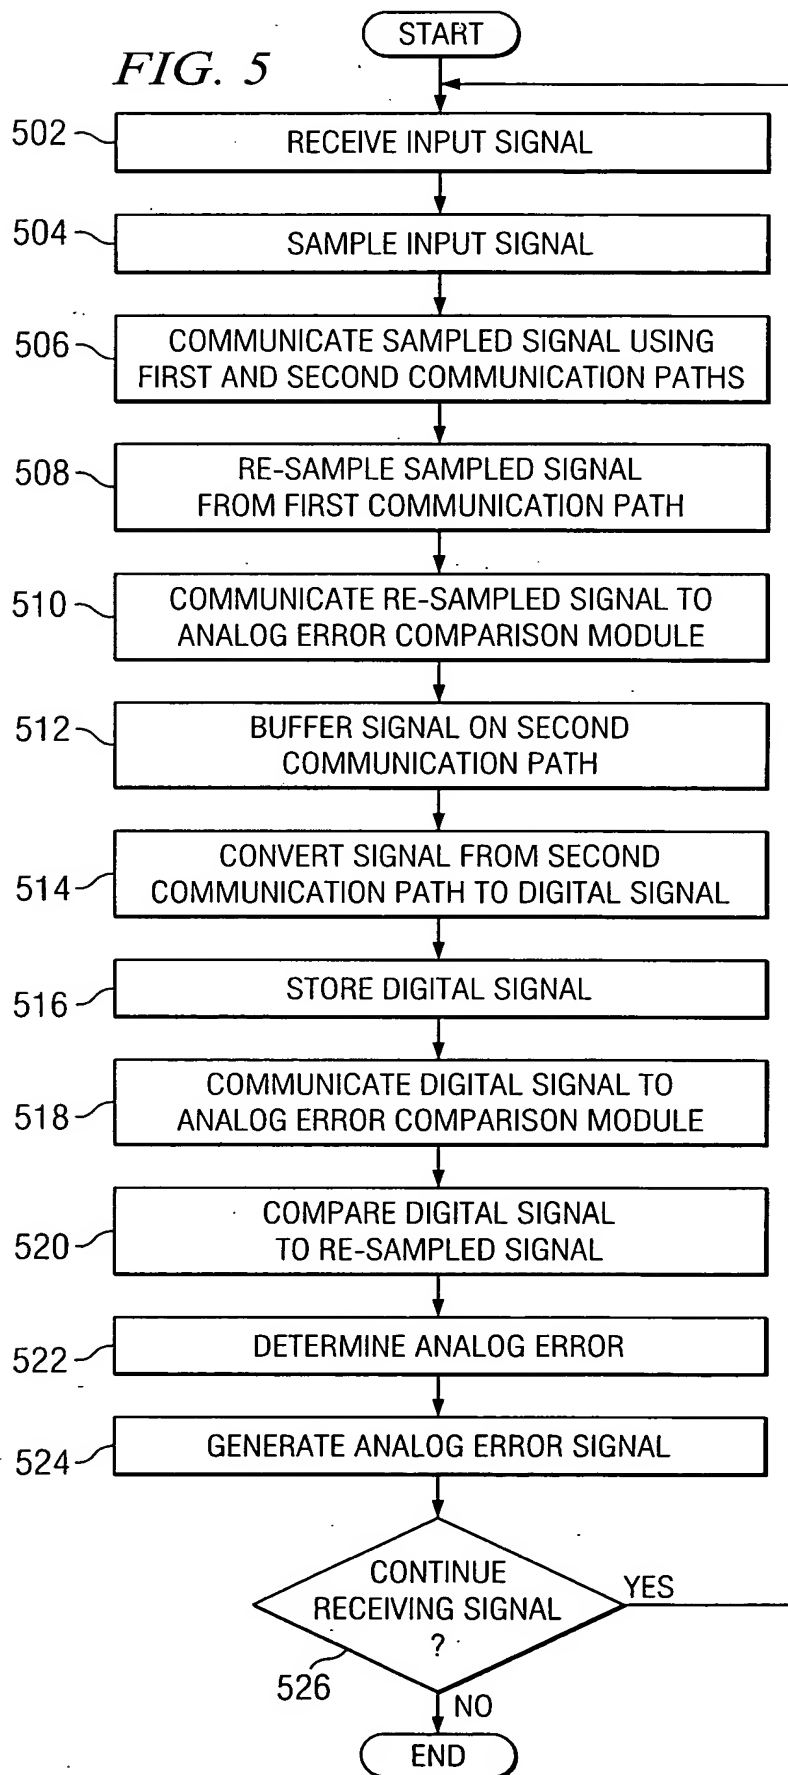 START
FIG. 5
502
RECEIVE INPUT SIGNAL
504
SAMPLE INPUT SIGNAL
506
COMMUNICATE SAMPLED SIGNAL USING
FIRST AND SECOND COMMUNICATION PATHS
508
RE-SAMPLE SAMPLED SIGNAL
FROM FIRST COMMUNICATION PATH
510
COMMUNICATE RE-SAMPLED SIGNAL TO
ANALOG ERROR COMPARISON MODULE
512
BUFFER SIGNAL ON SECOND
COMMUNICATION PATH
514
CONVERT SIGNAL FROM SECOND
COMMUNICATION PATH TO DIGITAL SIGNAL
516
STORE DIGITAL SIGNAL
518
COMMUNICATE DIGITAL SIGNAL TO
ANALOG ERROR COMPARISON MODULE
520
COMPARE DIGITAL SIGNAL
TO RE-SAMPLED SIGNAL
522
DETERMINE ANALOG ERROR
524
GENERATE ANALOG ERROR SIGNAL
CONTINUE
RECEIVING SIGNAL
?
YES
526
NO
END